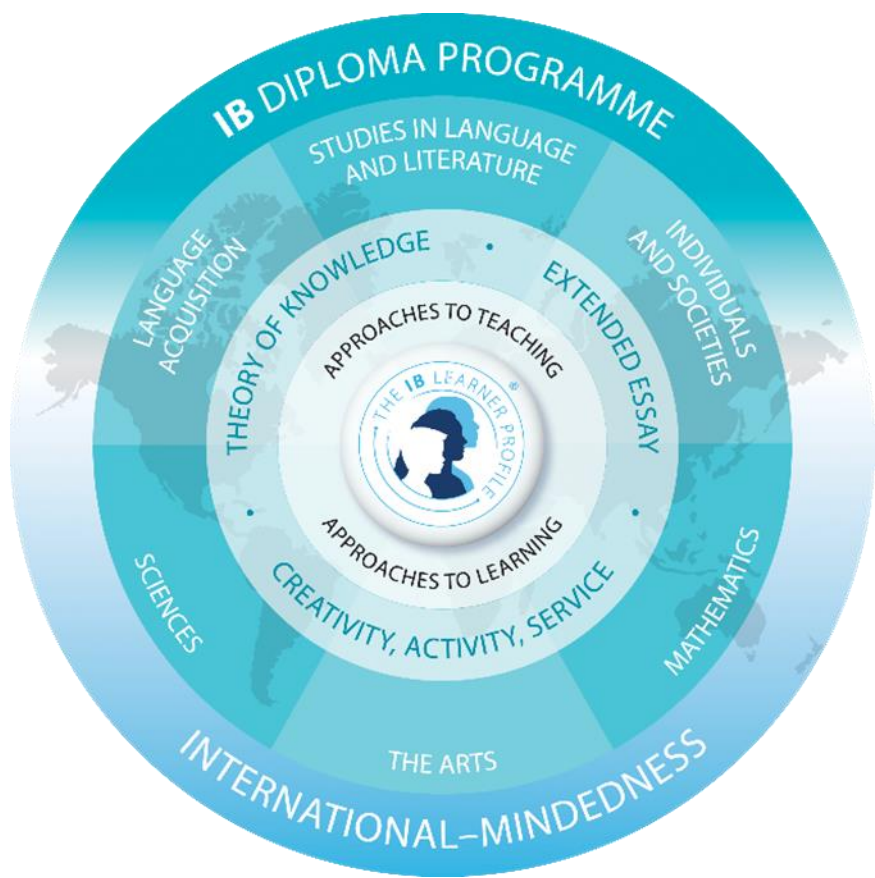 IB DIPLOMA PROGRAMME
STUDIES IN LANGUAGE
AND LITERATURE
LANGUAGE
ACQUISITION
INDIVIDUALS
AND SOCIETIES
THEORY OF KNOWLEDGE
•
EXTENDED ESSAY
APPROACHES TO TEACHING
THE IB LEARNER PROFILE
®
APPROACHES TO LEARNING
•
•
CREATIVITY, ACTIVITY, SERVICE
SCIENCES
MATHEMATICS
THE ARTS
INTERNATIONAL–MINDEDNESS